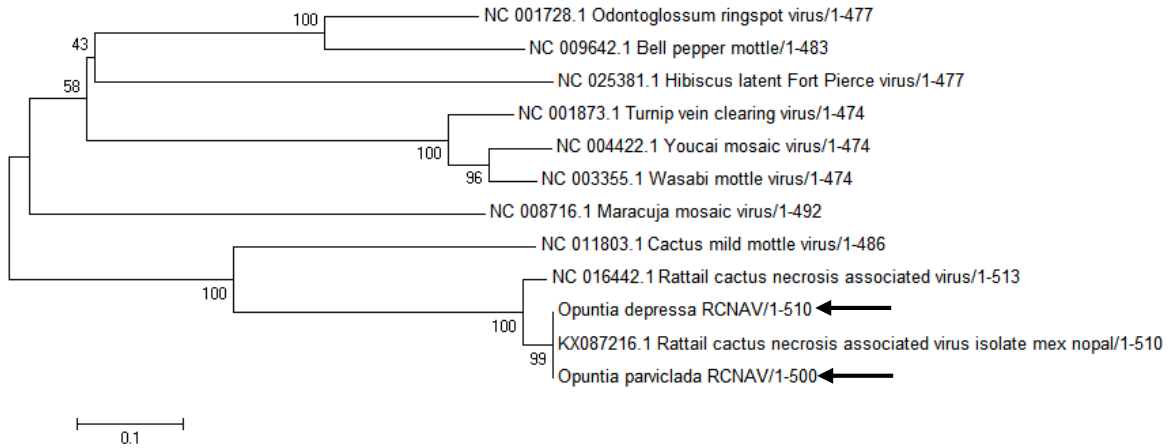 NC 001728.1 Odontoglossum ringspot virus/1-477
100
NC 009642.1 Bell pepper mottle/1-483
43
NC 025381.1 Hibiscus latent Fort Pierce virus/1-477
58
NC 001873.1 Turnip vein clearing virus/1-474
NC 004422.1 Youcai mosaic virus/1-474
100
96
NC 003355.1 Wasabi mottle virus/1-474
NC 008716.1 Maracuja mosaic virus/1-492
NC 011803.1 Cactus mild mottle virus/1-486
NC 016442.1 Rattail cactus necrosis associated virus/1-513
100
Opuntia depressa RCNAV/1-510
100
KX087216.1 Rattail cactus necrosis associated virus isolate mex nopal/1-510
99
Opuntia parviclada RCNAV/1-500
0.1